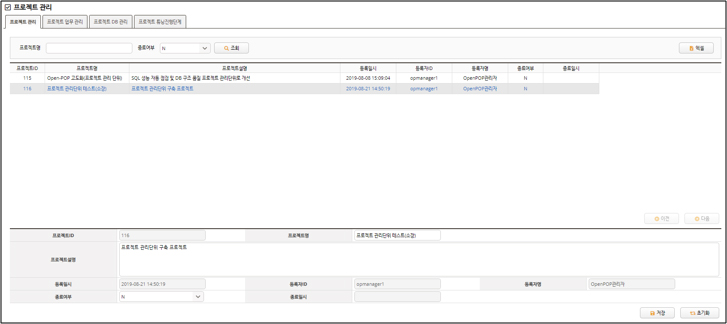 프로젝트 관리
프로젝트 관리 프로젝트 업무 관리 프로젝트 DB 관리 프로젝트 튜닝진행단계
프로젝트명 종료여부 N 조회 엑셀
프로젝트ID 프로젝트명 프로젝트설명 등록일시 등록자ID 등록자명 종료여부 종료일시
115 Open-POP 고도화(프로젝트 관리 단위) SQL 성능 자동 점검 및 DB 구조 품질 프로젝트 관리단위로 개선 2019-08-08 15:09:04 opmanager1 OpenPOP관리자 N
116 프로젝트 관리단위 테스트(소경) 프로젝트 관리단위 구축 프로젝트 2019-08-21 14:50:15 opmanager1 OpenPOP관리자 N
이전 다음
프로젝트ID 116 프로젝트명 프로젝트 관리단위 테스트(소경)
프로젝트설명 프로젝트 관리단위 구축 프로젝트
등록일시 2019-08-21 14:50:15 등록자ID opmanager1 등록자명 OpenPOP관리자
종료여부 N 종료일시
저장 초기화